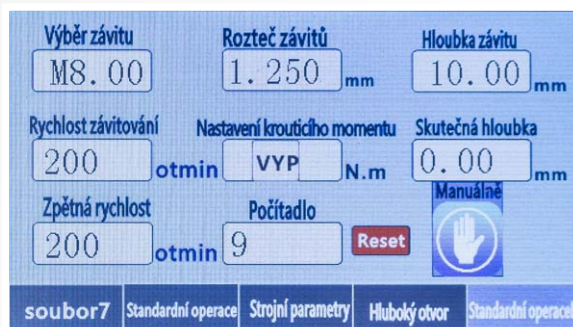 Výběr závitu Rozteč závitů Hloubka závitu
M8.00 1.250 mm 10.00 mm
Rychlost závitování Nastavení krouticího momentu Skutečná hloubka
200 otmin VYP N.m 0.00 mm
Manuálně
Zpětná rychlost Počítadlo
200 otmin 9 Reset
soubor7 Standardní operace Strojní parametry Hluboký otvor Standardní operaceł